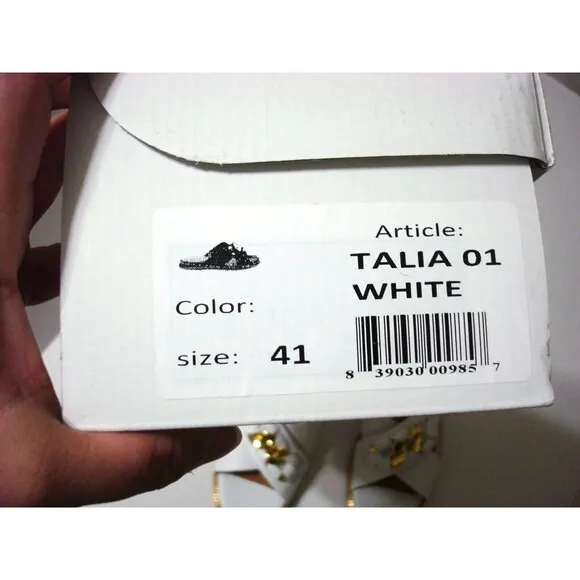 Article:
TALIA 01
WHITE
Color:
size: 41
8 39030 00985 7